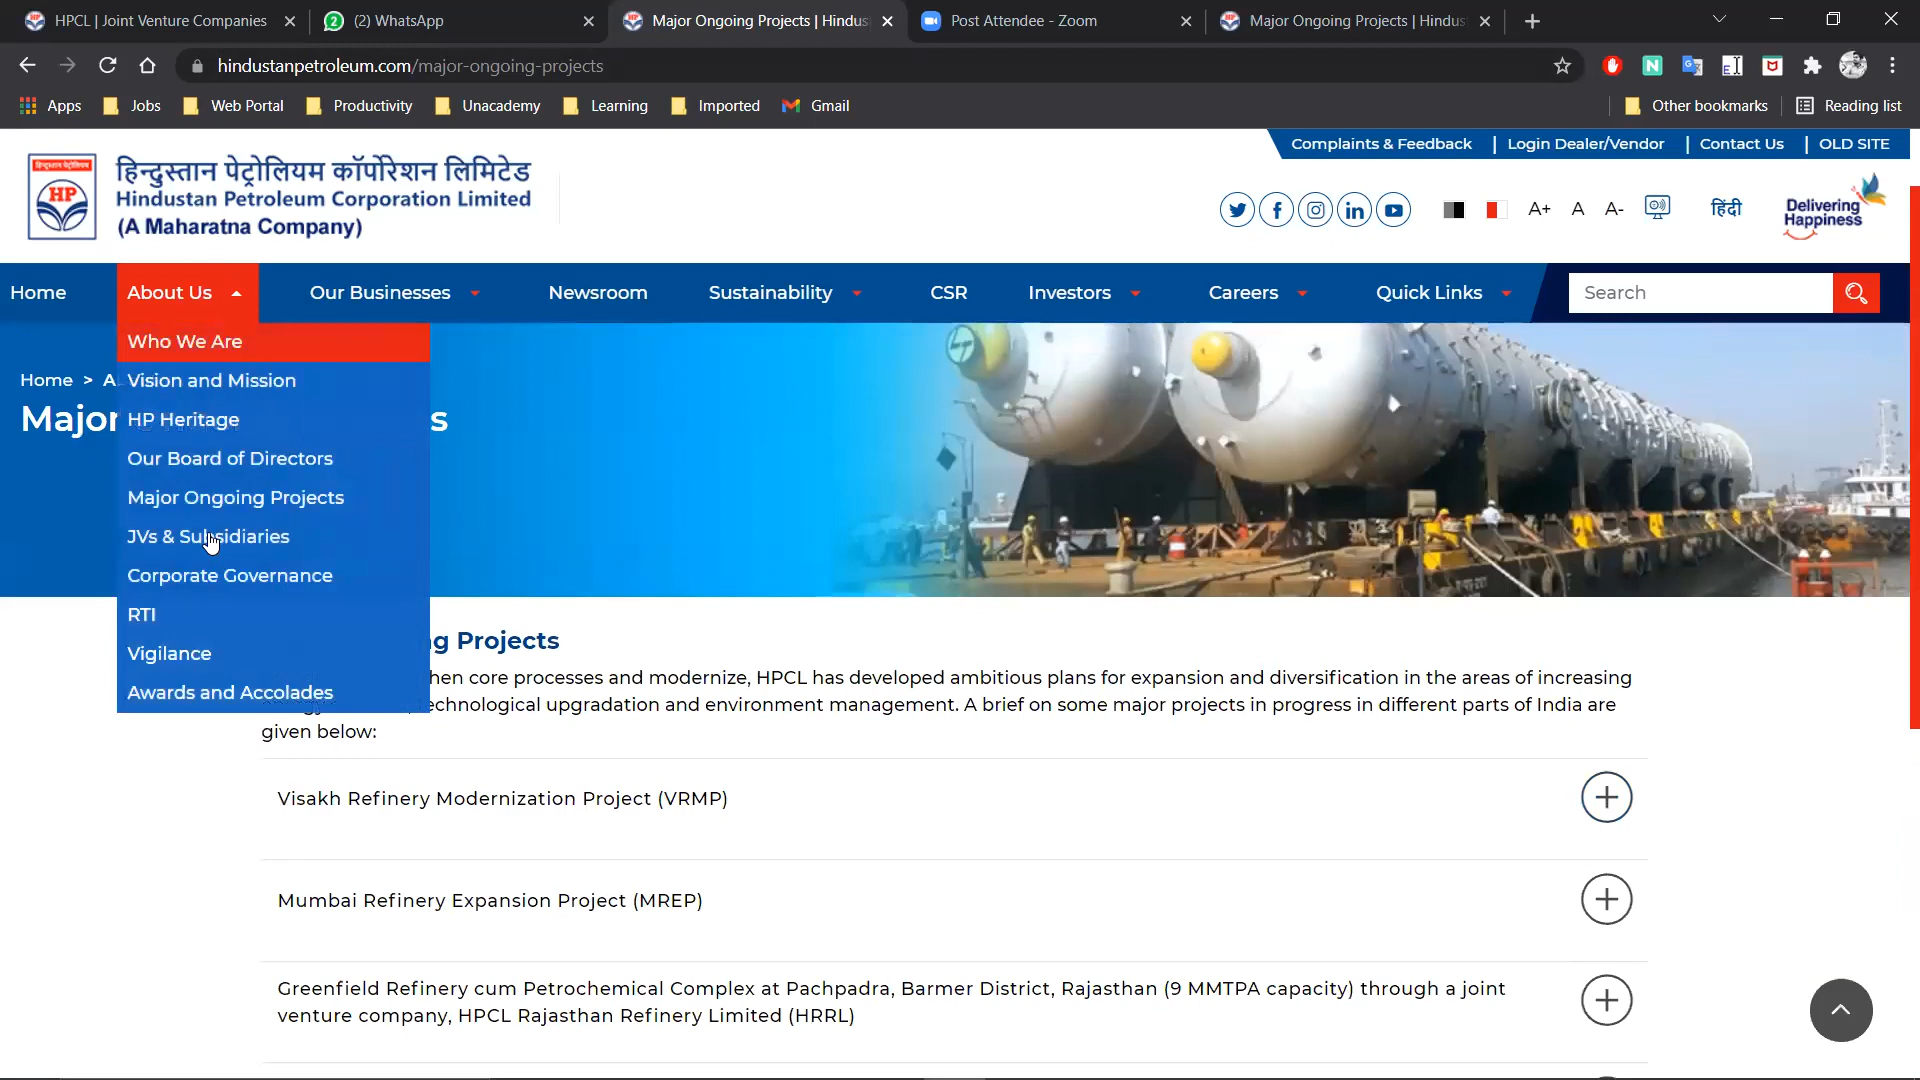 HPCL | Joint Venture Companies
(2) WhatsApp
Major Ongoing Projects | Hindus
Post Attendee - Zoom
Major Ongoing Projects | Hindus
hindustanpetroleum.com/major-ongoing-projects
Apps
Jobs
Web Portal
Productivity
Unacademy
Learning
Imported
Gmail
Other bookmarks
Reading list
Complaints & Feedback | Login Dealer/Vendor | Contact Us | OLD SITE
हिन्दुस्तान पेट्रोलियम कॉर्पोरेशन लिमिटेड
Hindustan Petroleum Corporation Limited
(A Maharatna Company)
HP
A+ A A-
हिंदी
Delivering
Happiness
Home
About Us
Our Businesses
Newsroom
Sustainability
CSR
Investors
Careers
Quick Links
Search
Who We Are
Home > A
Vision and Mission
Major
s
HP Heritage
Our Board of Directors
Major Ongoing Projects
JVs & Subsidiaries
Corporate Governance
RTI
Vigilance
Awards and Accolades
g Projects
hen core processes and modernize, HPCL has developed ambitious plans for expansion and diversification in the areas of increasing
echnological upgradation and environment management. A brief on some major projects in progress in different parts of India are
given below:
Visakh Refinery Modernization Project (VRMP)
Mumbai Refinery Expansion Project (MREP)
Greenfield Refinery cum Petrochemical Complex at Pachpadra, Barmer District, Rajasthan (9 MMTPA capacity) through a joint
venture company, HPCL Rajasthan Refinery Limited (HRRL)